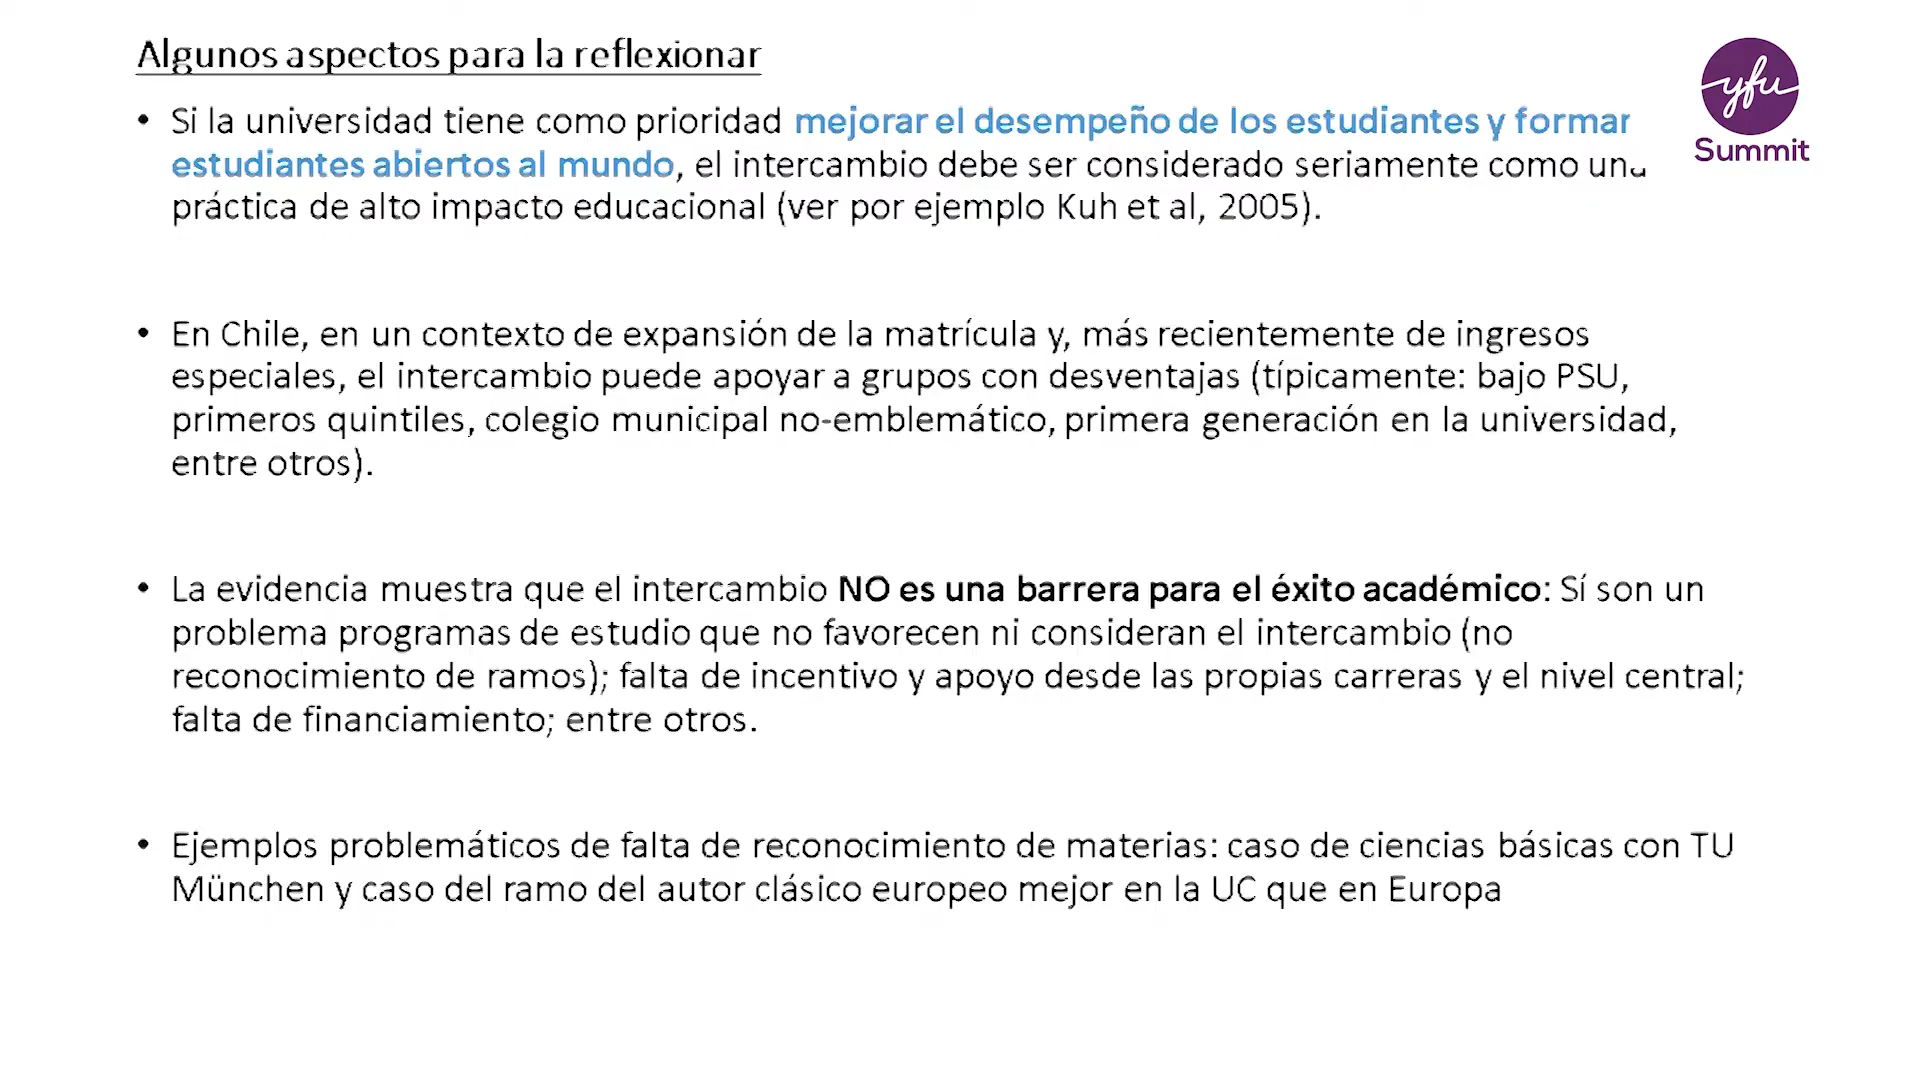 Algunos aspectos para la reflexionar
• Si la universidad tiene como prioridad mejorar el desempeño de los estudiantes y formar
estudiantes abiertos al mundo, el intercambio debe ser considerado seriamente como una
práctica de alto impacto educacional (ver por ejemplo Kuh et al, 2005).
yfu
Summit
• En Chile, en un contexto de expansión de la matrícula y, más recientemente de ingresos
especiales, el intercambio puede apoyar a grupos con desventajas (típicamente: bajo PSU,
primeros quintiles, colegio municipal no-emblemático, primera generación en la universidad,
entre otros).
• La evidencia muestra que el intercambio NO es una barrera para el éxito académico: Sí son un
problema programas de estudio que no favorecen ni consideran el intercambio (no
reconocimiento de ramos); falta de incentivo y apoyo desde las propias carreras y el nivel central;
falta de financiamiento; entre otros.
• Ejemplos problemáticos de falta de reconocimiento de materias: caso de ciencias básicas con TU
München y caso del ramo del autor clásico europeo mejor en la UC que en Europa